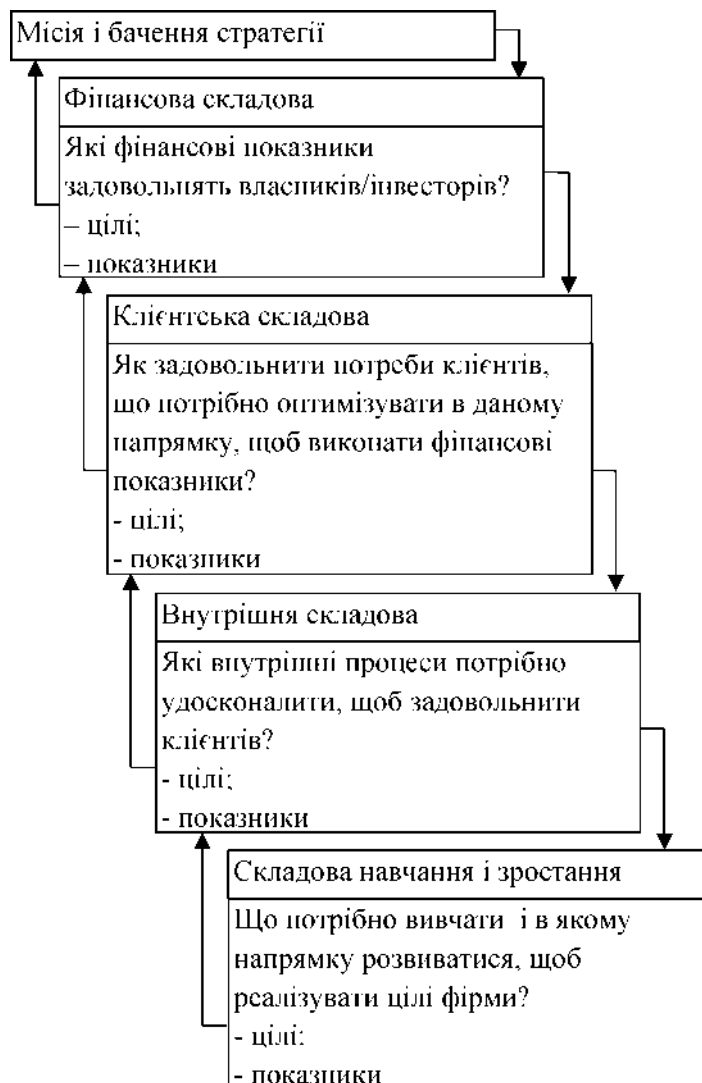 Місія і бачення стратегії
Фінансова складова
Які фінансові показники
задовольнять власників/інвесторів?
– цілі;
– показники
Клієнтська складова
Як задовольнити потреби клієнтів,
що потрібно оптимізувати в даному
напрямку, щоб виконати фінансові
показники?
- цілі;
- показники
Внутрішня складова
Які внутрішні процеси потрібно
удосконалити, щоб задовольнити
клієнтів?
- цілі;
- показники
Складова навчання і зростання
Що потрібно вивчати і в якому
напрямку розвиватися, щоб
реалізувати цілі фірми?
- цілі:
- показники